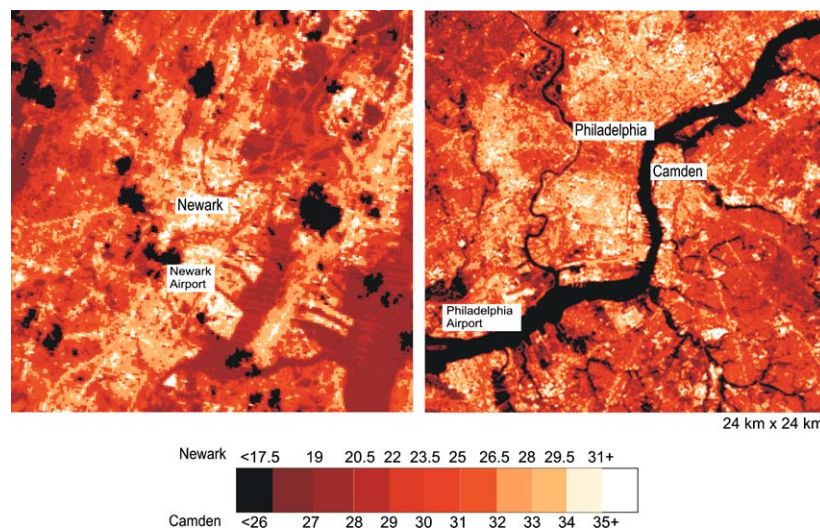 Newark
Newark
Airport
Philadelphia
Camden
Philadelphia
Airport
24 km x 24 km
Newark <17.5 19 20.5 22 23.5 25 26.5 28 29.5 31+
Camden <26 27 28 29 30 31 32 33 34 35+